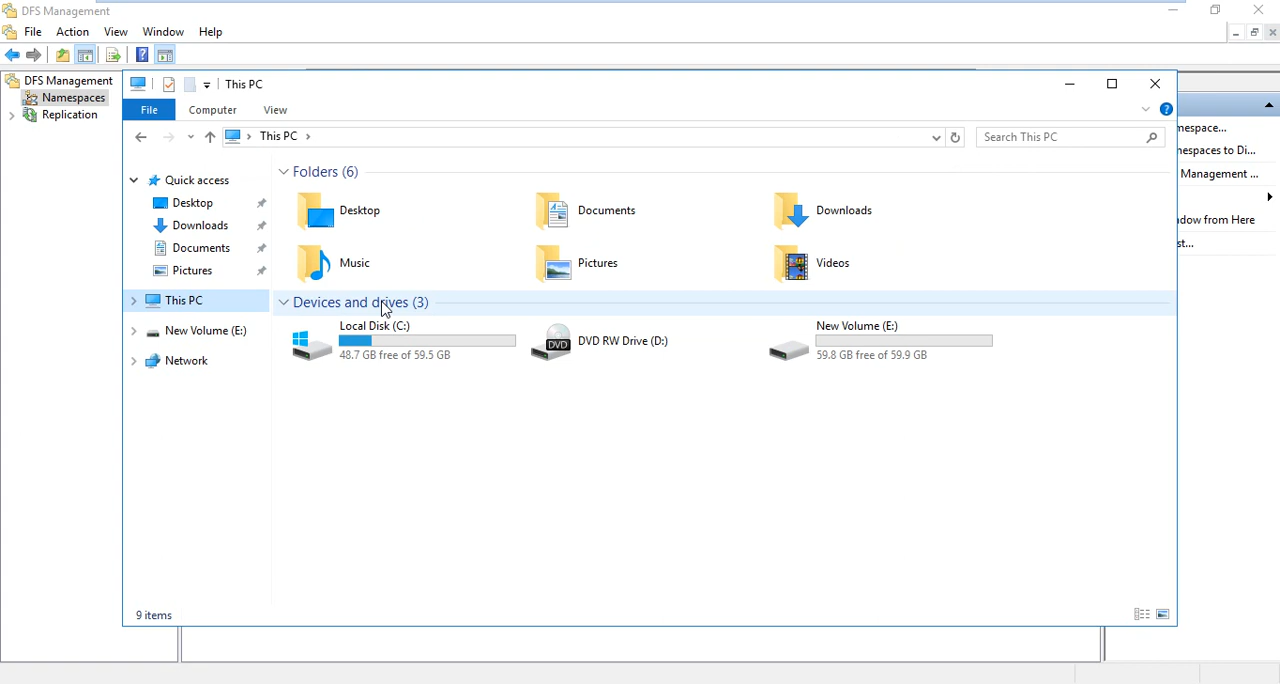 DFS Management
File Action View Window Help
DFS Management
Namespaces
Replication
This PC
File Computer View
This PC
Search This PC
Quick access
Desktop
Downloads
Documents
Pictures
This PC
New Volume (E:)
Network
Folders (6)
Desktop
Documents
Downloads
Music
Pictures
Videos
Devices and drives (3)
Local Disk (C:)
48.7 GB free of 59.5 GB
DVD RW Drive (D:)
New Volume (E:)
59.8 GB free of 59.9 GB
9 items
nespace...
nespaces to Di...
Management ...
dow from Here
st...